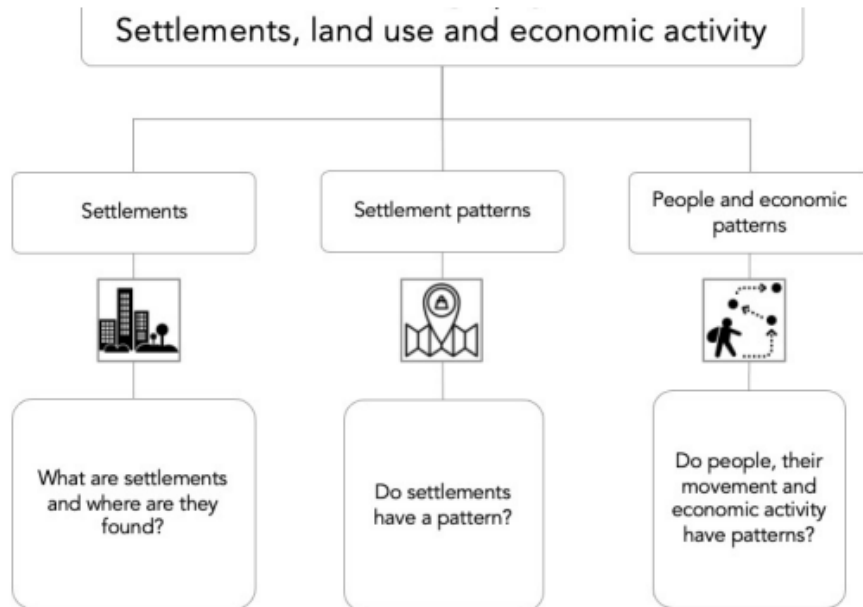 Settlements, land use and economic activity
Settlements
Settlement patterns
People and economic
patterns
What are settlements
and where are they
found?
Do settlements
have a pattern?
Do people, their
movement and
economic activity
have patterns?